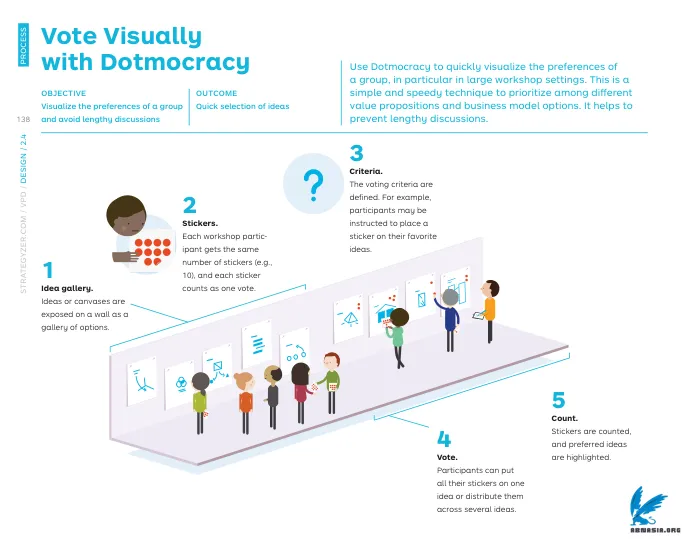 PROCESS
Vote Visually
with Dotmocracy
OBJECTIVE
Visualize the preferences of a group
and avoid lengthy discussions
OUTCOME
Quick selection of ideas
Use Dotmocracy to quickly visualize the preferences of
a group, in particular in large workshop settings. This is a
simple and speedy technique to prioritize among different
value propositions and business model options. It helps to
prevent lengthy discussions.
138
STRATEGYZER.COM / VPD / DESIGN / 2.4
1
Idea gallery.
Ideas or canvases are
exposed on a wall as a
gallery of options.
2
Stickers.
Each workshop partic-
ipant gets the same
number of stickers (e.g.,
10), and each sticker
counts as one vote.
?
3
Criteria.
The voting criteria are
defined. For example,
participants may be
instructed to place a
sticker on their favorite
ideas.
4
Vote.
Participants can put
all their stickers on one
idea or distribute them
across several ideas.
5
Count.
Stickers are counted,
and preferred ideas
are highlighted.
ARMASIA.ORG